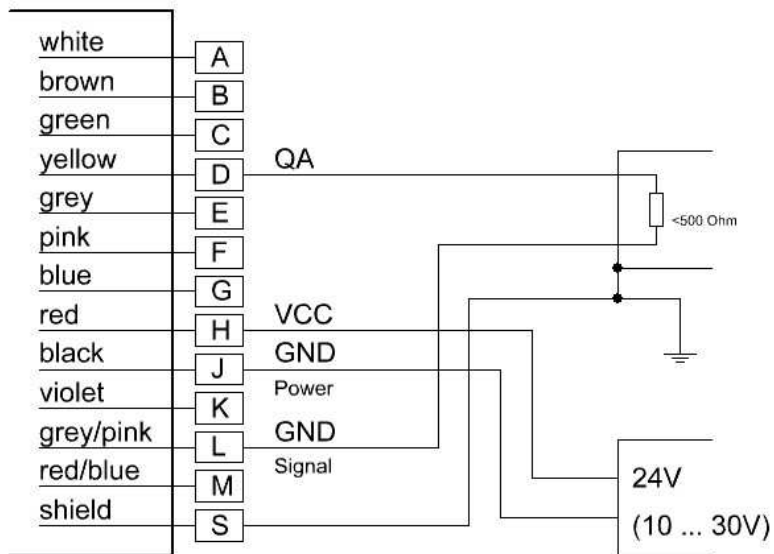 white A
brown B
green C
yellow D QA
grey E
<500 Ohm
pink F
blue G
red H VCC
black J GND
Power
violet K
grey/pink L GND
Signal
24V
red/blue M
shield S
(10 ... 30V)